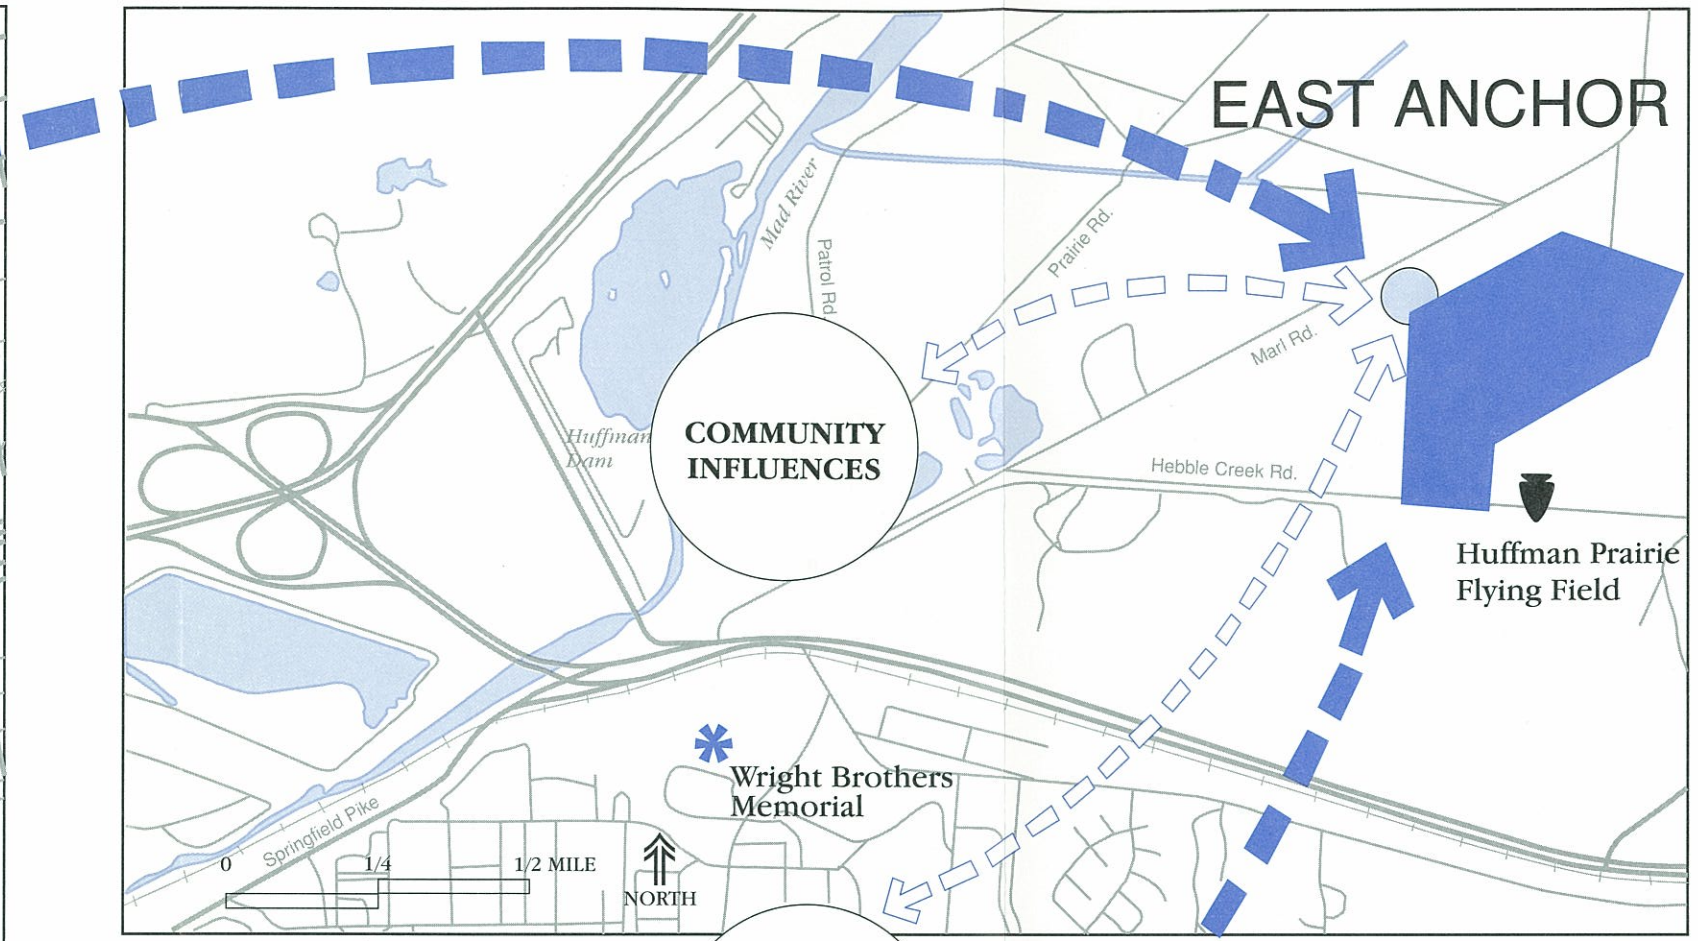 EAST ANCHOR
Mad River
Patrol Rd
Prairie Rd.
Marl Rd.
COMMUNITY
INFLUENCES
Huffman
Dam
Hebble Creek Rd.
Huffman Prairie
Flying Field
Wright Brothers
Memorial
Springfield Pike
0 1/4 1/2 MILE
NORTH